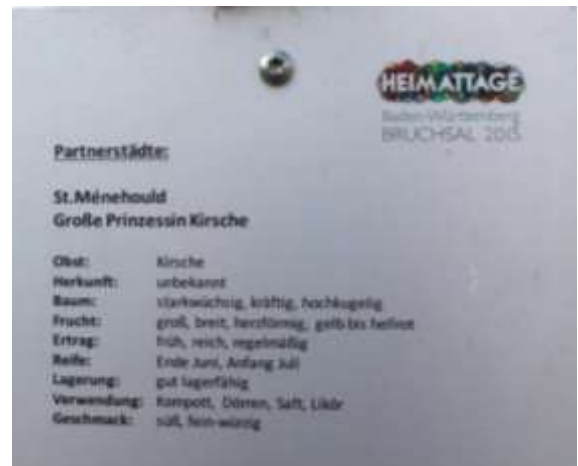 HEIMATTAGE
Baden-Württemberg
BRUCHSAL 2015
Partnerstädte:
St.Ménehould
Große Prinzessin Kirsche
Obst: Kirsche
Herkunft: unbekannt
Baum: starkwüchsig, kräftig, hochkugelig
Frucht: groß, breit, herzförmig, gelb bis hellrot
Ertrag: früh, reich, regelmäßig
Reife: Ende Juni, Anfang Juli
Lagerung: gut lagerfähig
Verwendung: Kompott, Dörren, Saft, Likör
Geschmack: süß, fein-würzig